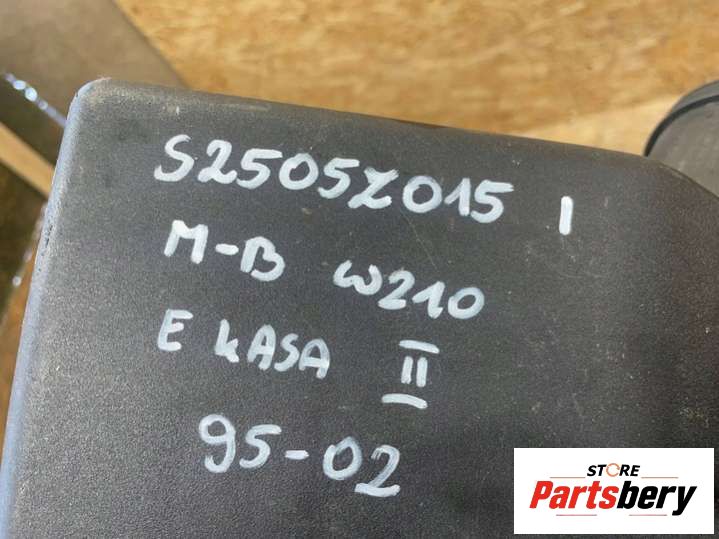 S2505Z015 I
M-B W210
E KASA II
95-02
STORE
Partsbery